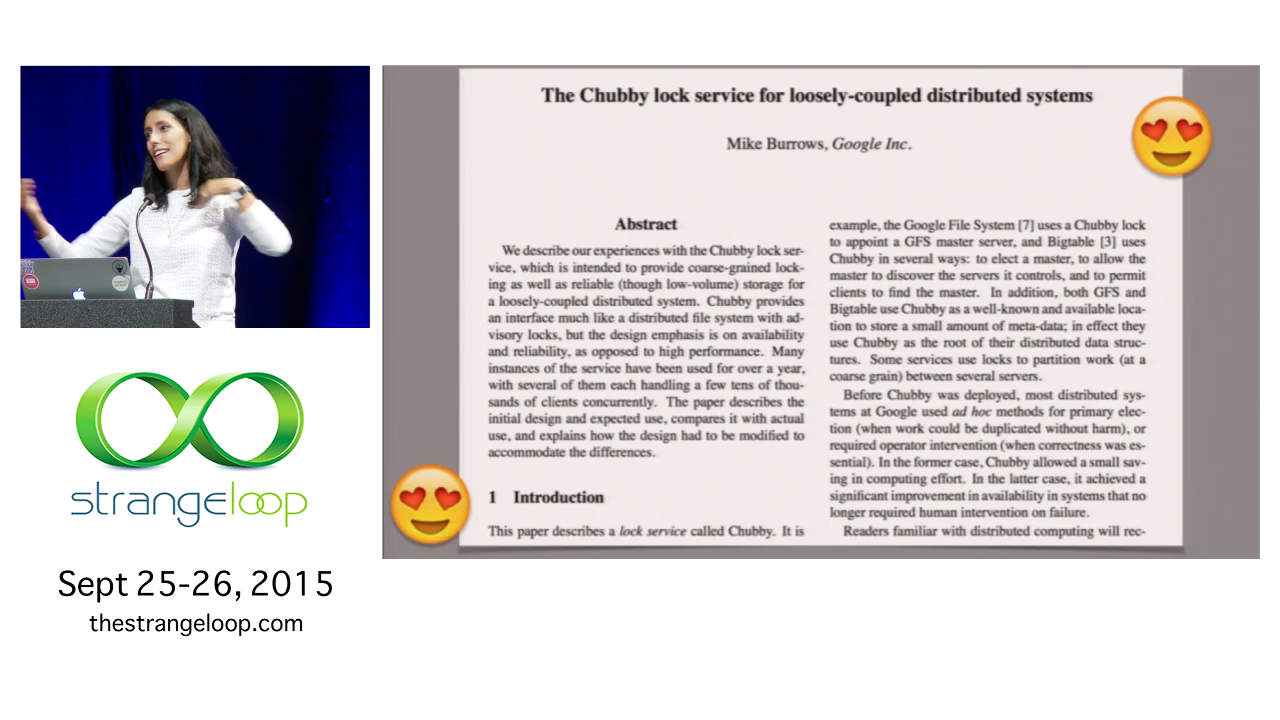 The Chubby lock service for loosely-coupled distributed systems
Mike Burrows, Google Inc.
Abstract
We describe our experiences with the Chubby lock ser-
vice, which is intended to provide coarse-grained lock-
ing as well as reliable (though low-volume) storage for
a loosely-coupled distributed system. Chubby provides
an interface much like a distributed file system with ad-
visory locks, but the design emphasis is on availability
and reliability, as opposed to high performance. Many
instances of the service have been used for over a year,
with several of them each handling a few tens of thou-
sands of clients concurrently. The paper describes the
initial design and expected use, compares it with actual
use, and explains how the design had to be modified to
accommodate the differences.
1 Introduction
This paper describes a lock service called Chubby. It is
example, the Google File System [7] uses a Chubby lock
to appoint a GFS master server, and Bigtable [3] uses
Chubby in several ways: to elect a master, to allow the
master to discover the servers it controls, and to permit
clients to find the master. In addition, both GFS and
Bigtable use Chubby as a well-known and available loca-
tion to store a small amount of meta-data; in effect they
use Chubby as the root of their distributed data struc-
tures. Some services use locks to partition work (at a
coarse grain) between several servers.
Before Chubby was deployed, most distributed sys-
tems at Google used ad hoc methods for primary elec-
tion (when work could be duplicated without harm), or
required operator intervention (when correctness was es-
sential). In the former case, Chubby allowed a small sav-
ing in computing effort. In the latter case, it achieved a
significant improvement in availability in systems that no
longer required human intervention on failure.
Readers familiar with distributed computing will rec-
strangeloop
Sept 25-26, 2015
thestrangeloop.com